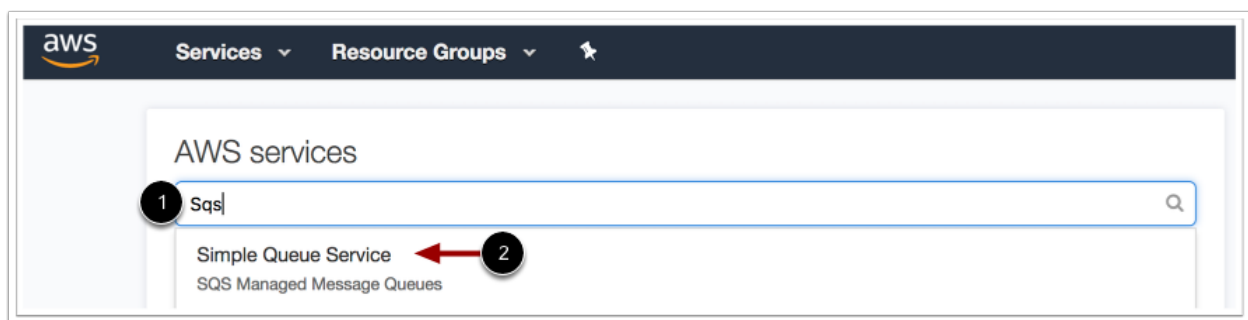 aws Services Resource Groups
AWS services
1 Sqs
Simple Queue Service 2
SQS Managed Message Queues